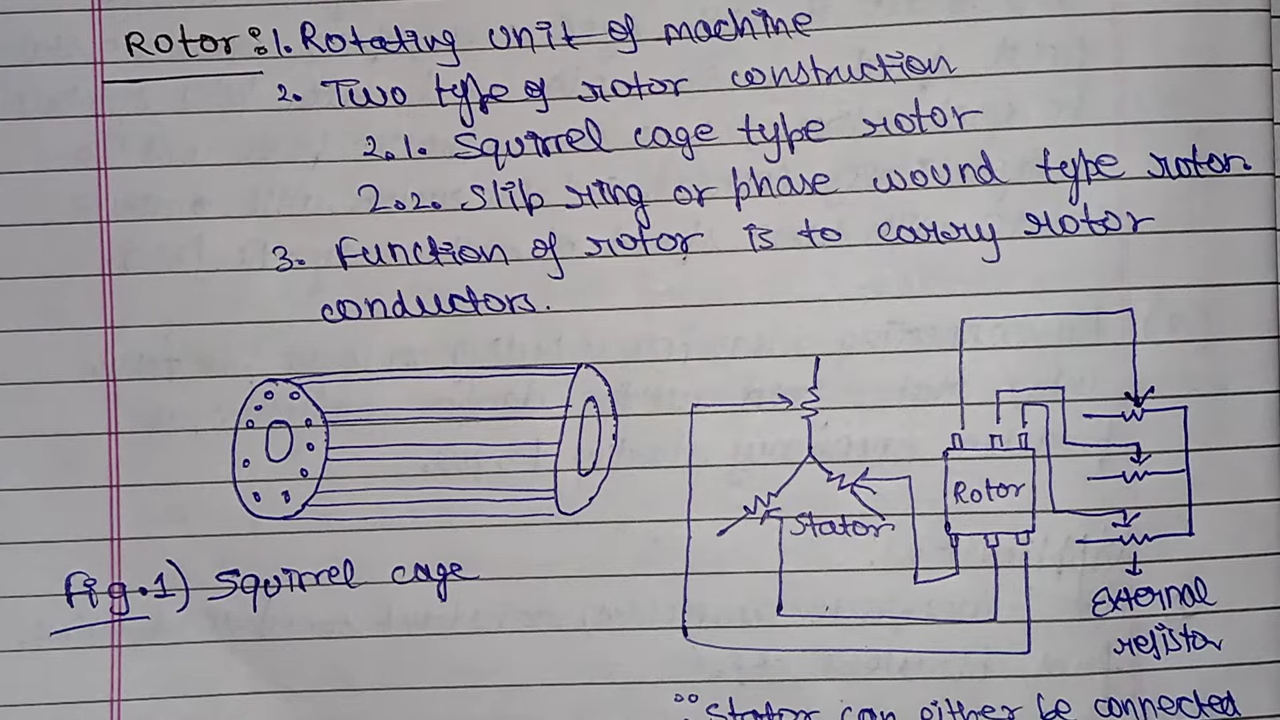 Rotor: 1. Rotating unit of machine
2. Two type of rotor construction
2.1. Squirrel cage type rotor
2.2. Slip ring or phase wound type rotor.
3. Function of rotor is to carry rotor
conductors.
Rotor
Stator
Fig.1) Squirrel cage
External
resistor
∵ Stator can either be connected